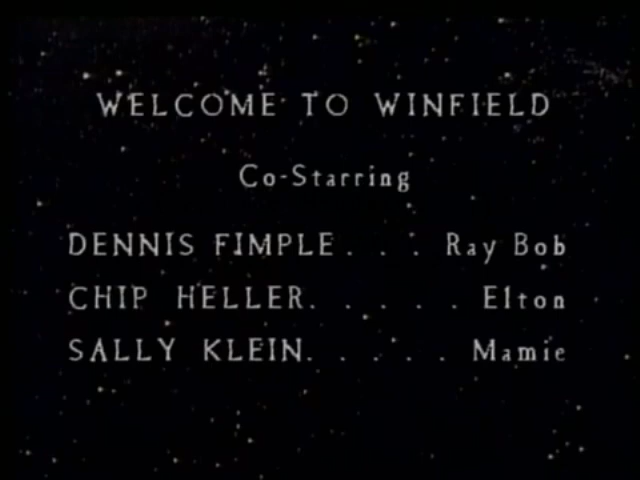 WELCOME TO WINFIELD
Co-Starring
DENNIS FIMPLE . . . Ray Bob
CHIP HELLER. . . . . . Elton
SALLY KLEIN. . . . . . Mamie